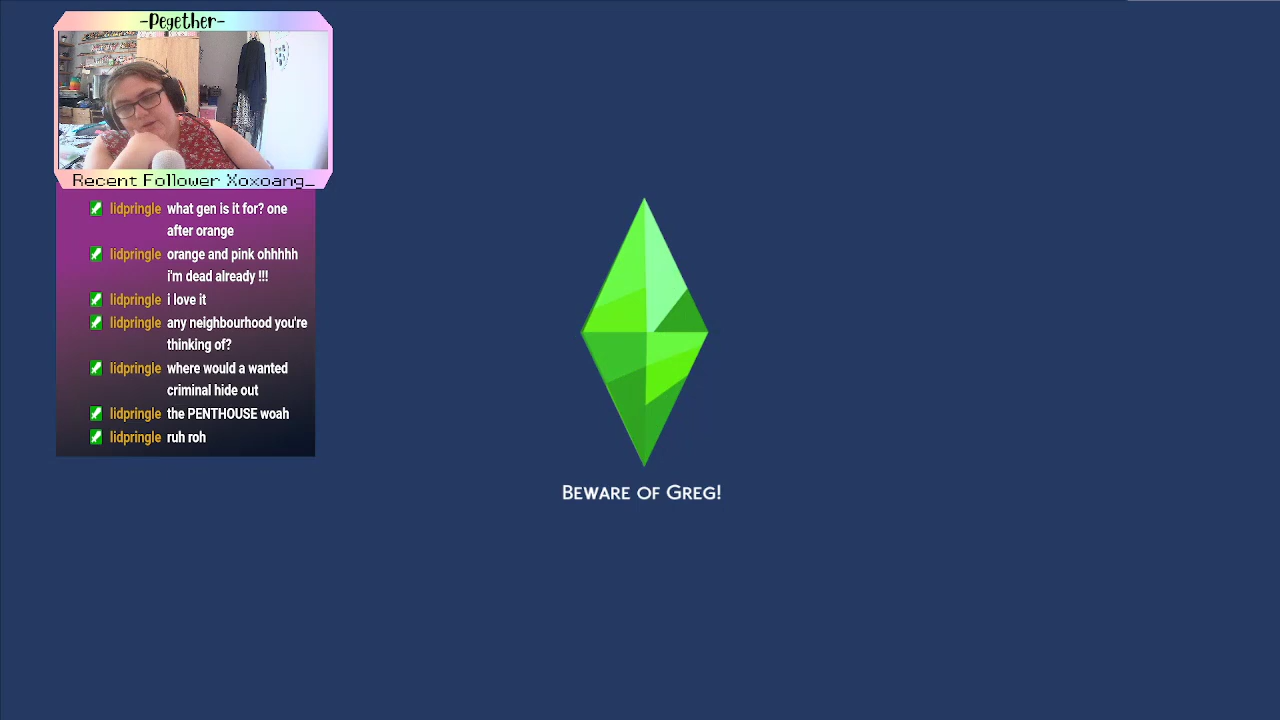 -Pegether-
Recent Follower Xoxoang_
lidpringle what gen is it for? one
after orange
lidpringle orange and pink ohhhhh
i'm dead already !!!
lidpringle i love it
lidpringle any neighbourhood you're
thinking of?
lidpringle where would a wanted
criminal hide out
lidpringle the PENTHOUSE woah
lidpringle ruh roh
Beware of Greg!